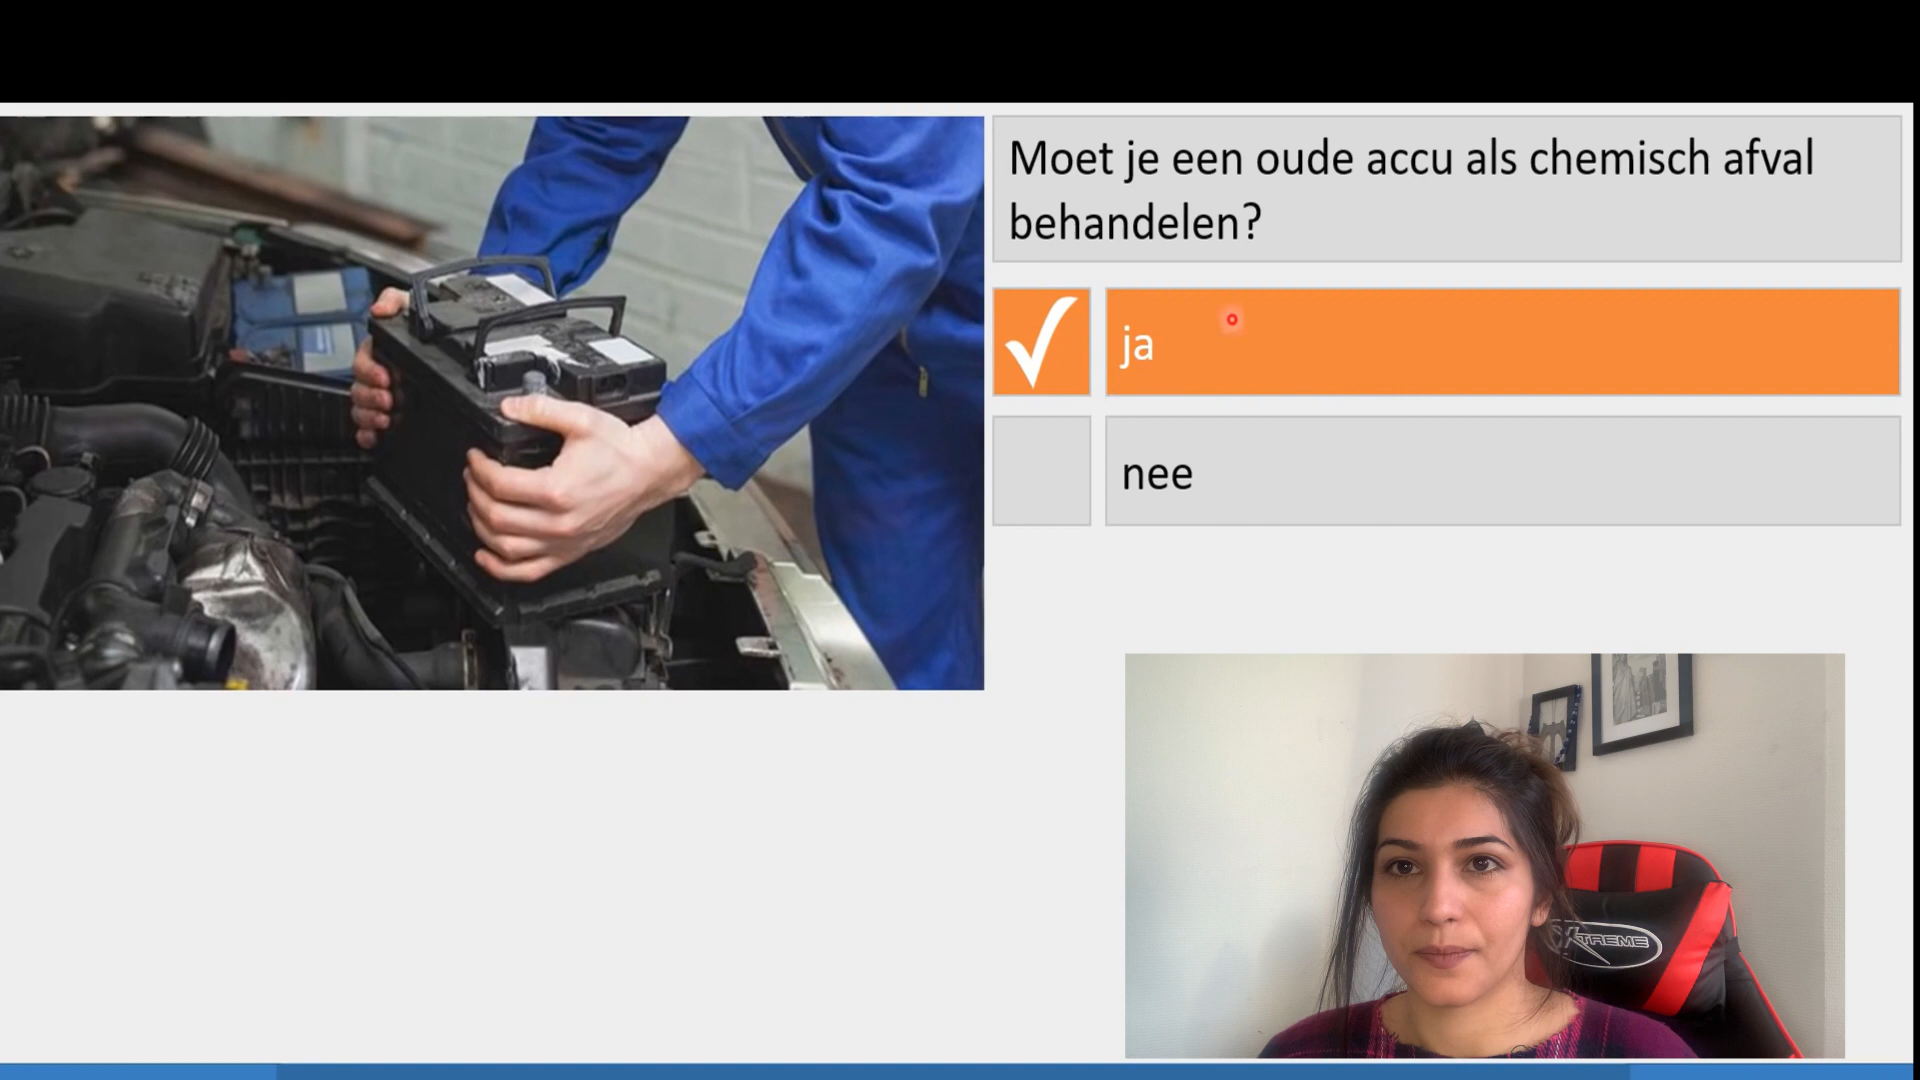 Moet je een oude accu als chemisch afval
behandelen?
ja
nee
XTREME